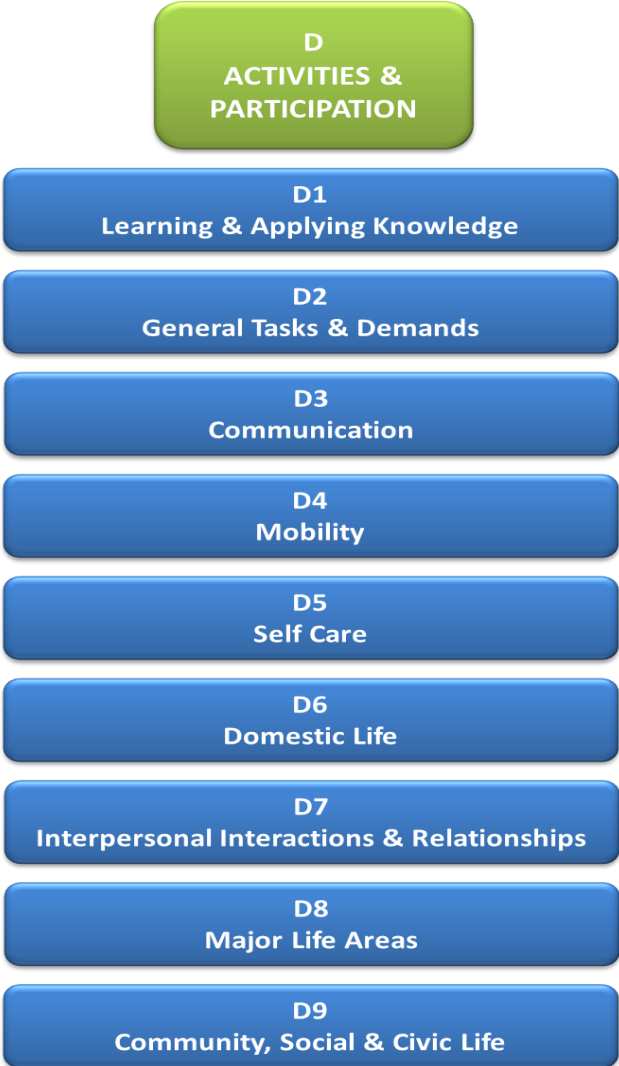 D
ACTIVITIES &
PARTICIPATION
D1
Learning & Applying Knowledge
D2
General Tasks & Demands
D3
Communication
D4
Mobility
D5
Self Care
D6
Domestic Life
D7
Interpersonal Interactions & Relationships
D8
Major Life Areas
D9
Community, Social & Civic Life